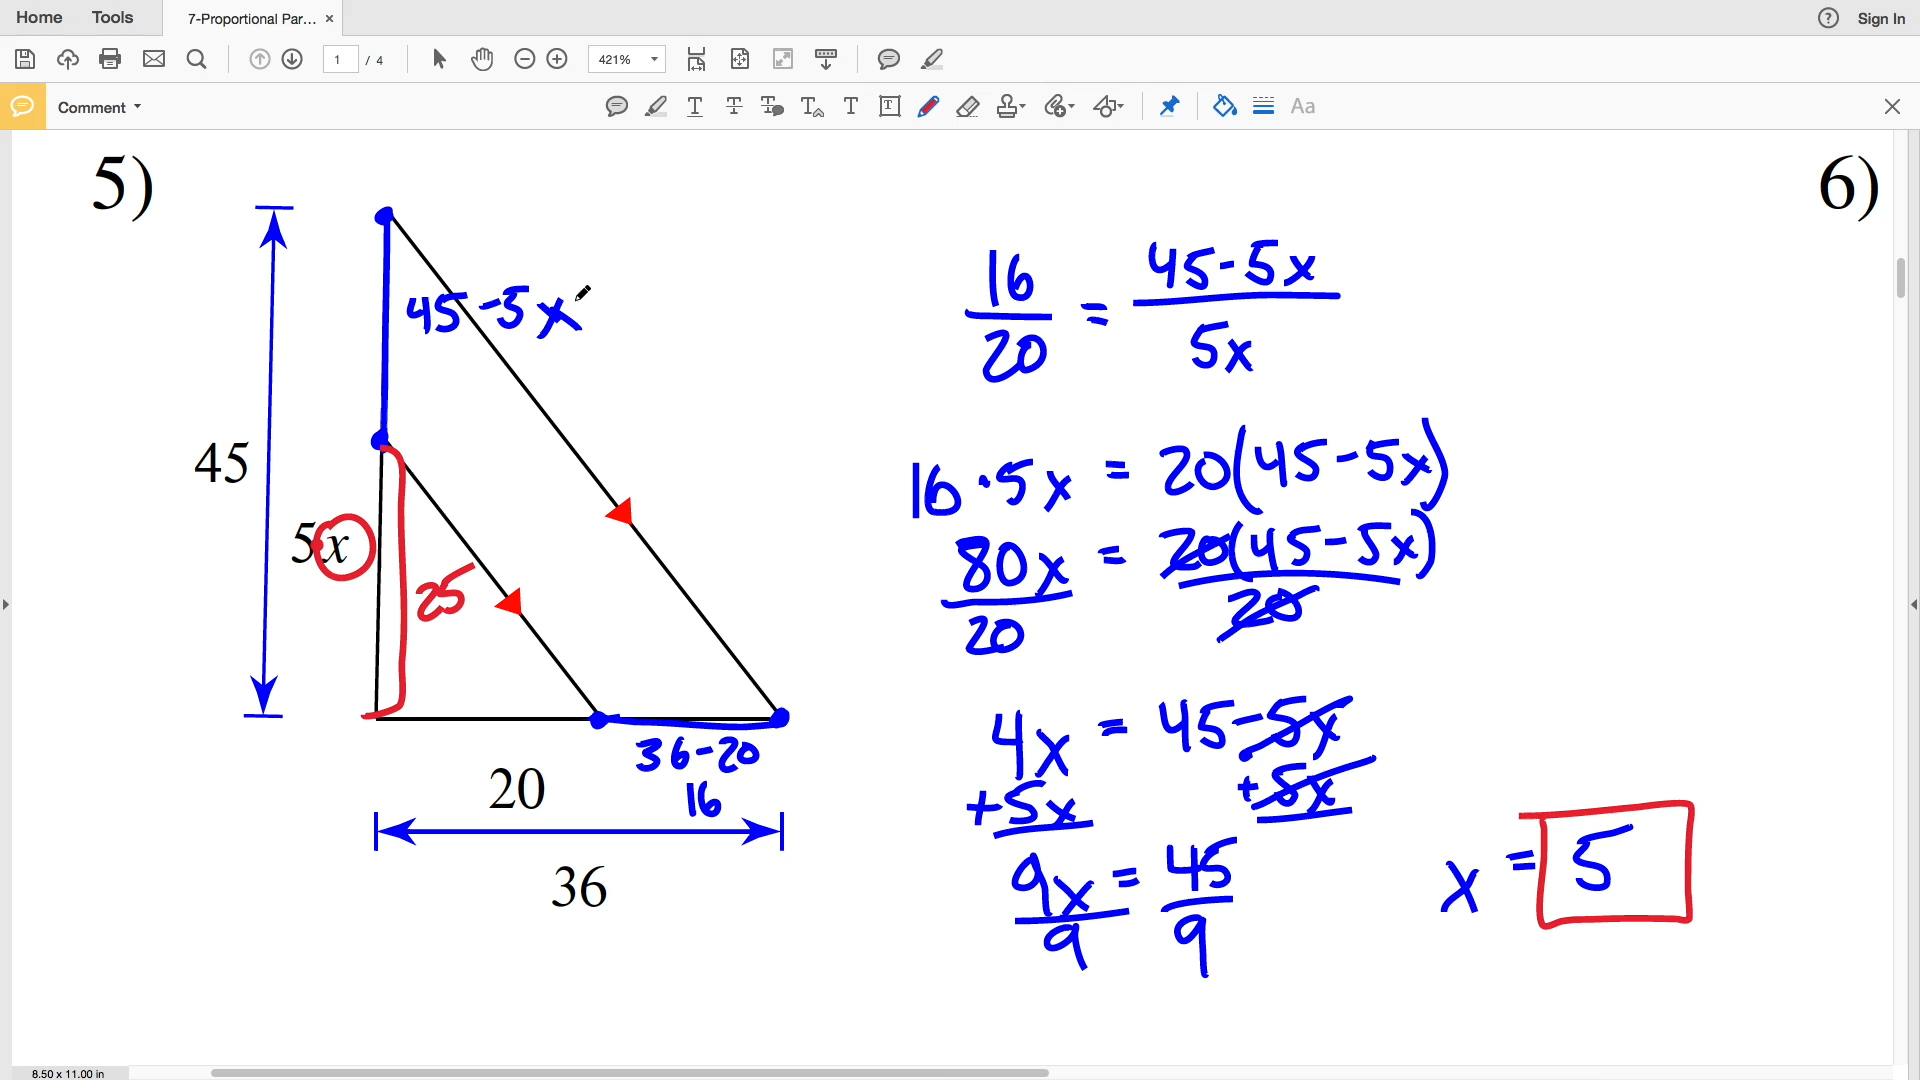 Home Tools 7-Proportional Par... × Sign In
1 / 4 421%
Comment Aa
5)
6)
45-5x
45
5x
25
36-20
16
20
36
16/20 = (45-5x)/5x
16·5x = 20(45-5x)
80x/20 = 20(45-5x)/20
4x = 45-5x
+5x +5x
9x/9 = 45/9
x = 5
8.50 x 11.00 in